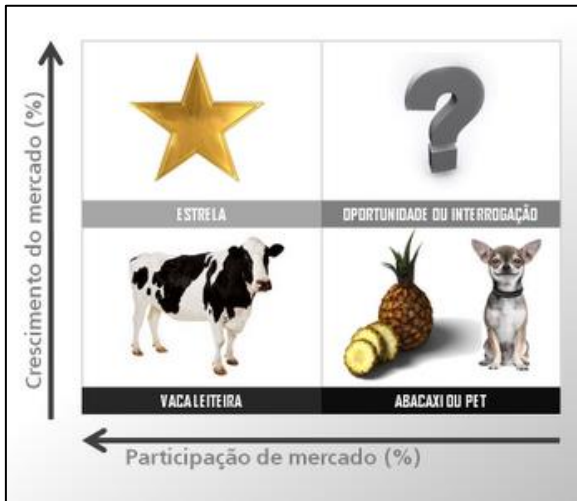 Crescimento do mercado (%)
ESTRELA
OPORTUNIDADE OU INTERROGAÇÃO
VACA LEITEIRA
ABACAXI OU PET
Participação de mercado (%)